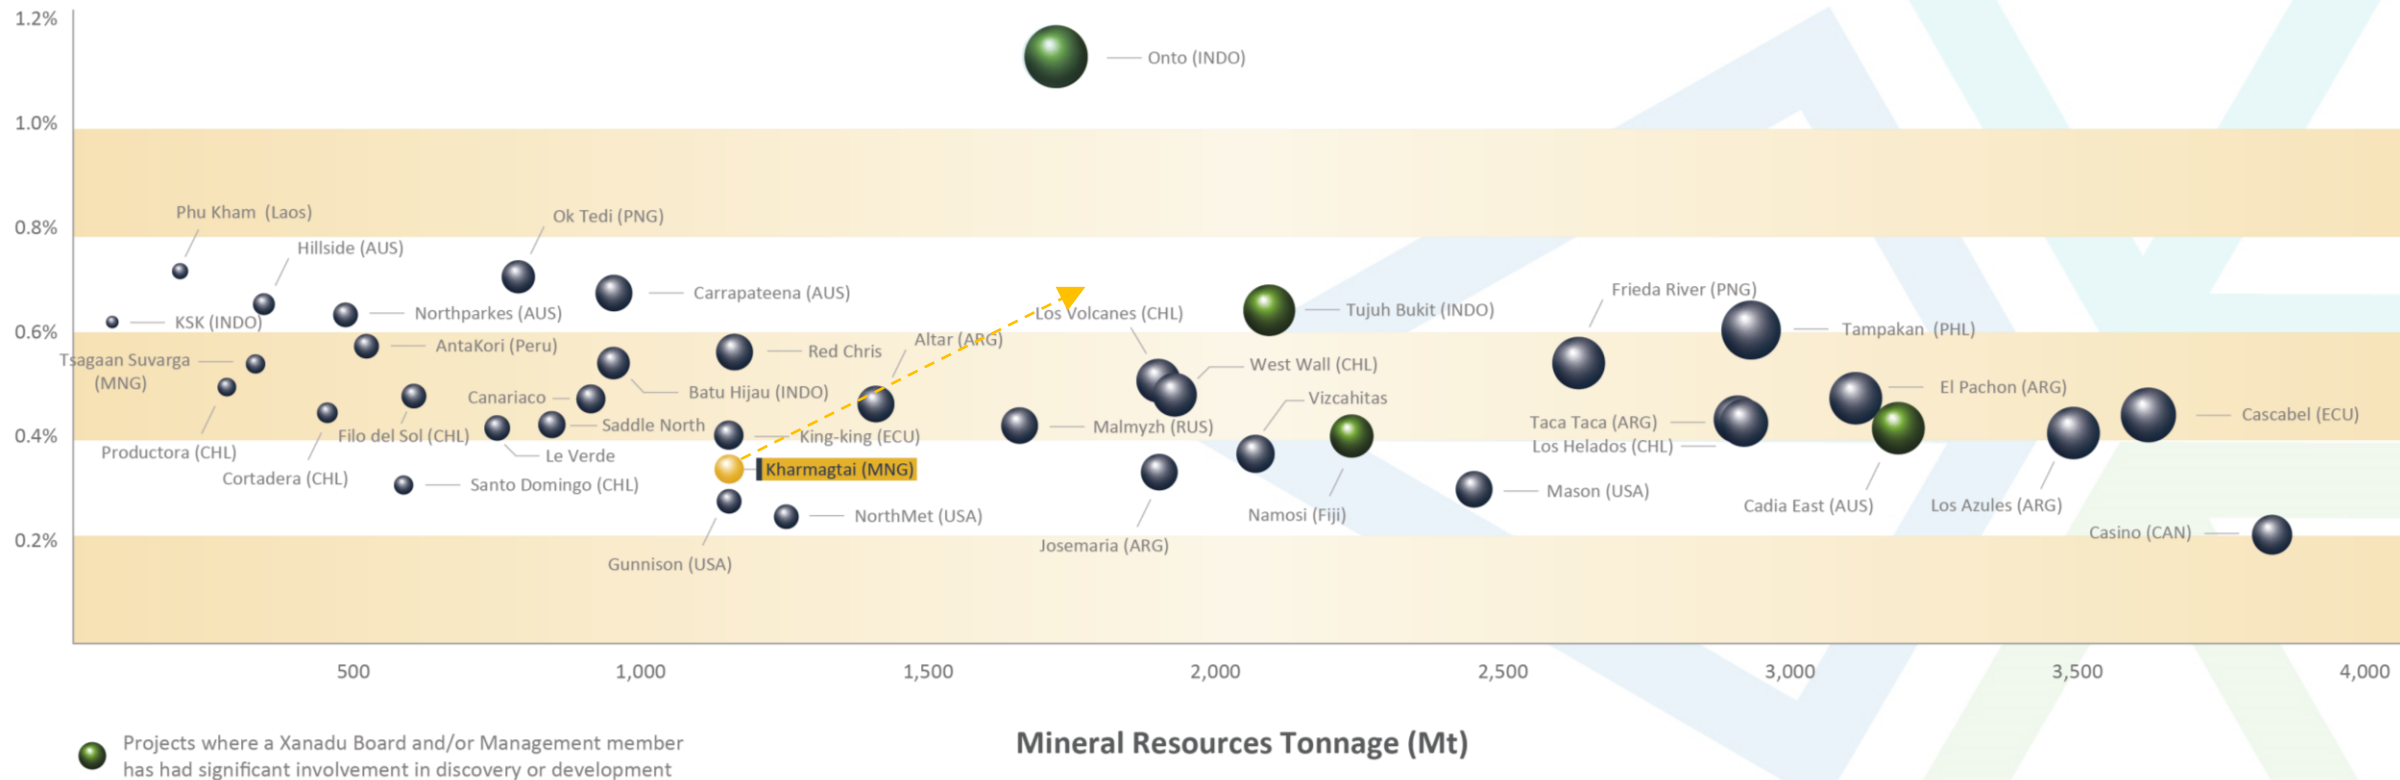 1.2%
Onto (INDO)
1.0%
Phu Kham (Laos)
Ok Tedi (PNG)
0.8%
Hillside (AUS)
Frieda River (PNG)
Carrapateena (AUS)
Tujuh Bukit (INDO)
Los Volcanes (CHL)
Northparkes (AUS)
KSK (INDO)
Tampakan (PHL)
0.6%
Altar (ARG)
AntaKori (Peru)
Red Chris
Tsagaan Suvarga
(MNG)
West Wall (CHL)
El Pachon (ARG)
Batu Hijau (INDO)
Canariaco
Vizcahitas
Cascabel (ECU)
Taca Taca (ARG)
Saddle North
Malmyzh (RUS)
0.4%
Filo del Sol (CHL)
King-king (ECU)
Los Helados (CHL)
Productora (CHL)
Le Verde
Kharmagtai (MNG)
Cortadera (CHL)
Santo Domingo (CHL)
Mason (USA)
Cadia East (AUS)
Los Azules (ARG)
NorthMet (USA)
Namosi (Fiji)
Casino (CAN)
0.2%
Josemaria (ARG)
Gunnison (USA)
500
1,000
1,500
2,000
2,500
3,000
3,500
4,000
Mineral Resources Tonnage (Mt)
Projects where a Xanadu Board and/or Management member
has had significant involvement in discovery or development